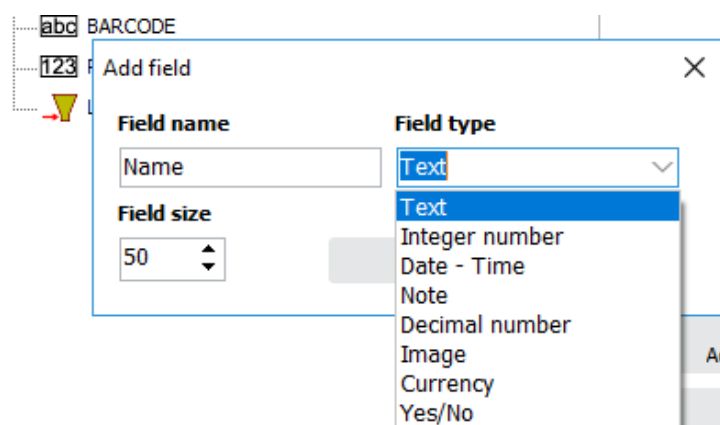 abc BARCODE
123
Add field
Field name
Field type
Name
Text
Field size
50
Text
Integer number
Date - Time
Note
Decimal number
Image
Currency
Yes/No